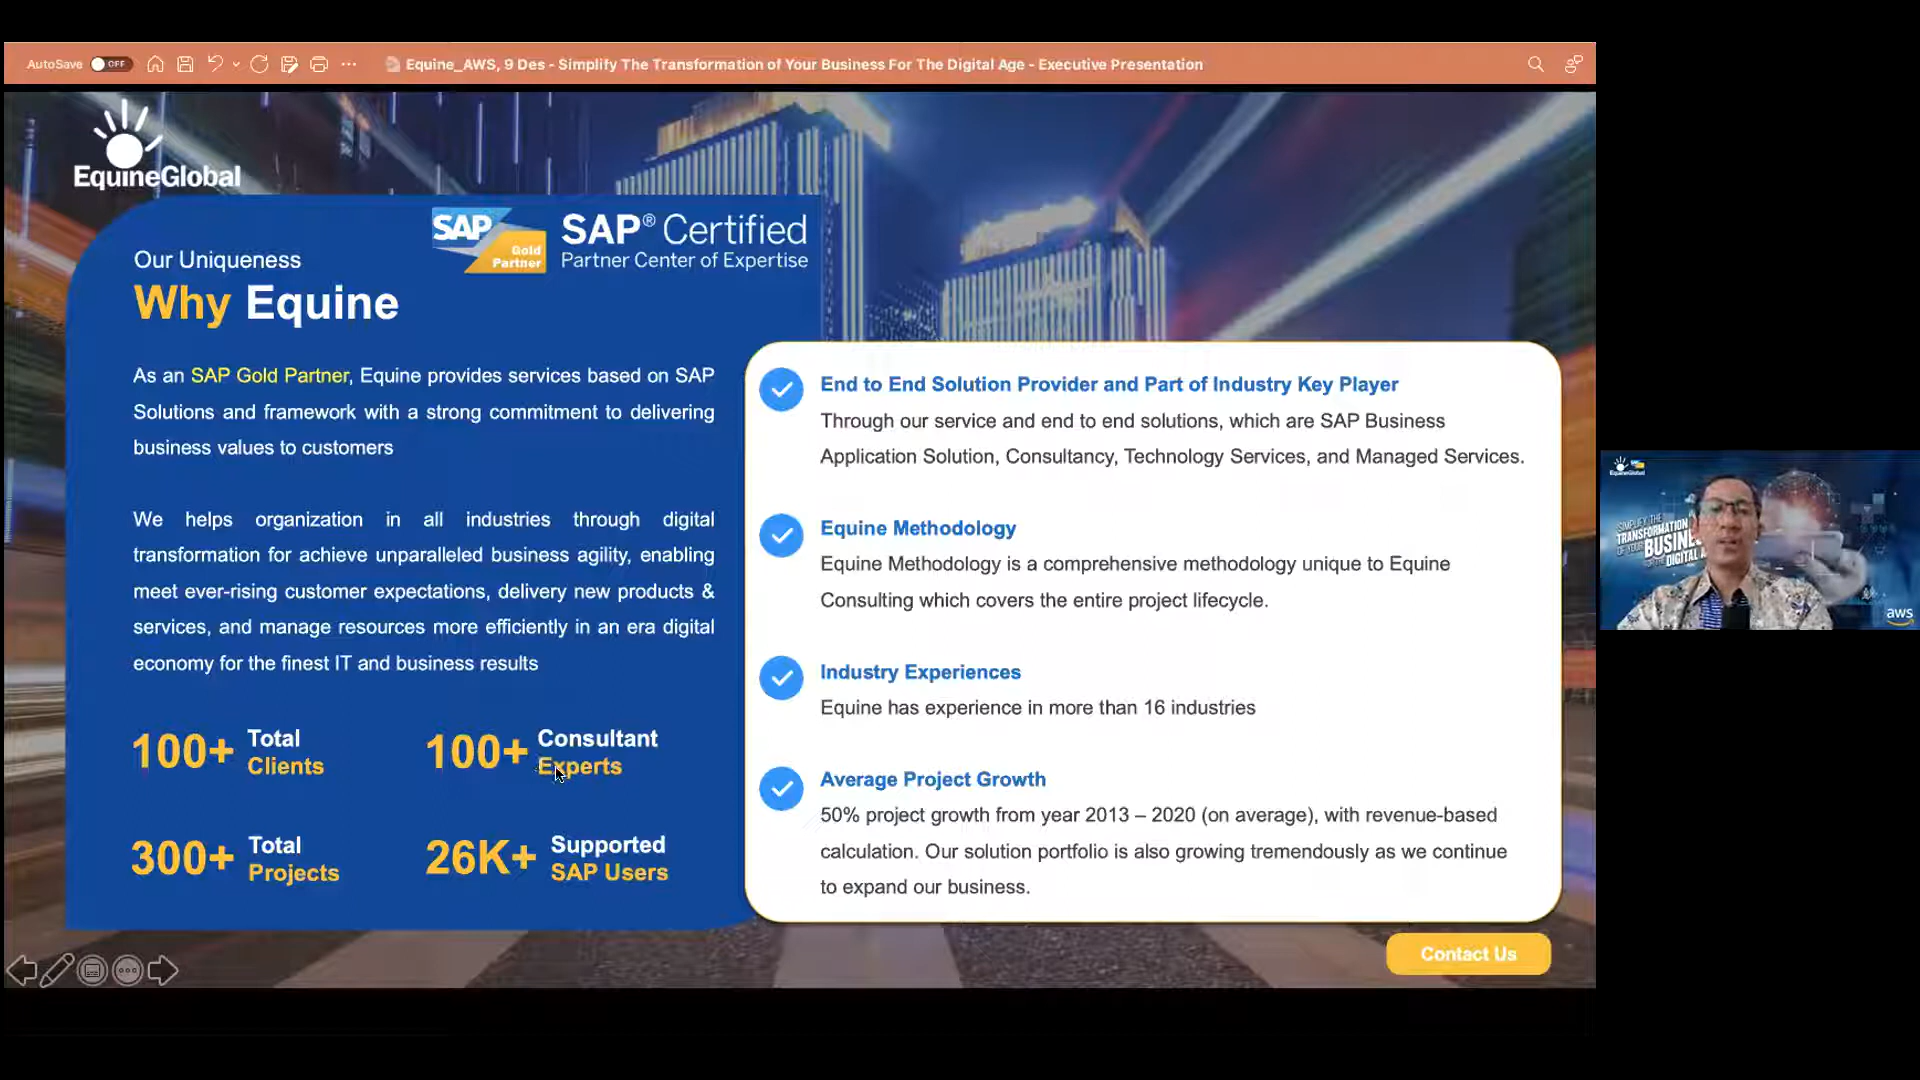 AutoSave OFF
Equine_AWS, 9 Des - Simplify The Transformation of Your Business For The Digital Age - Executive Presentation
EquineGlobal
SAP
Gold
Partner
SAP® Certified
Partner Center of Expertise
Our Uniqueness
Why Equine
As an SAP Gold Partner, Equine provides services based on SAP
Solutions and framework with a strong commitment to delivering
business values to customers
We helps organization in all industries through digital
transformation for achieve unparalleled business agility, enabling
meet ever-rising customer expectations, delivery new products &
services, and manage resources more efficiently in an era digital
economy for the finest IT and business results
100+ Total
Clients
100+ Consultant
Experts
300+ Total
Projects
26K+ Supported
SAP Users
End to End Solution Provider and Part of Industry Key Player
Through our service and end to end solutions, which are SAP Business
Application Solution, Consultancy, Technology Services, and Managed Services.
Equine Methodology
Equine Methodology is a comprehensive methodology unique to Equine
Consulting which covers the entire project lifecycle.
Industry Experiences
Equine has experience in more than 16 industries
Average Project Growth
50% project growth from year 2013 – 2020 (on average), with revenue-based
calculation. Our solution portfolio is also growing tremendously as we continue
to expand our business.
Contact Us
EquineGlobal
SIMPLIFY THE
TRANSFORMATION
OF YOUR
BUSINE
DIGITAL A
aws